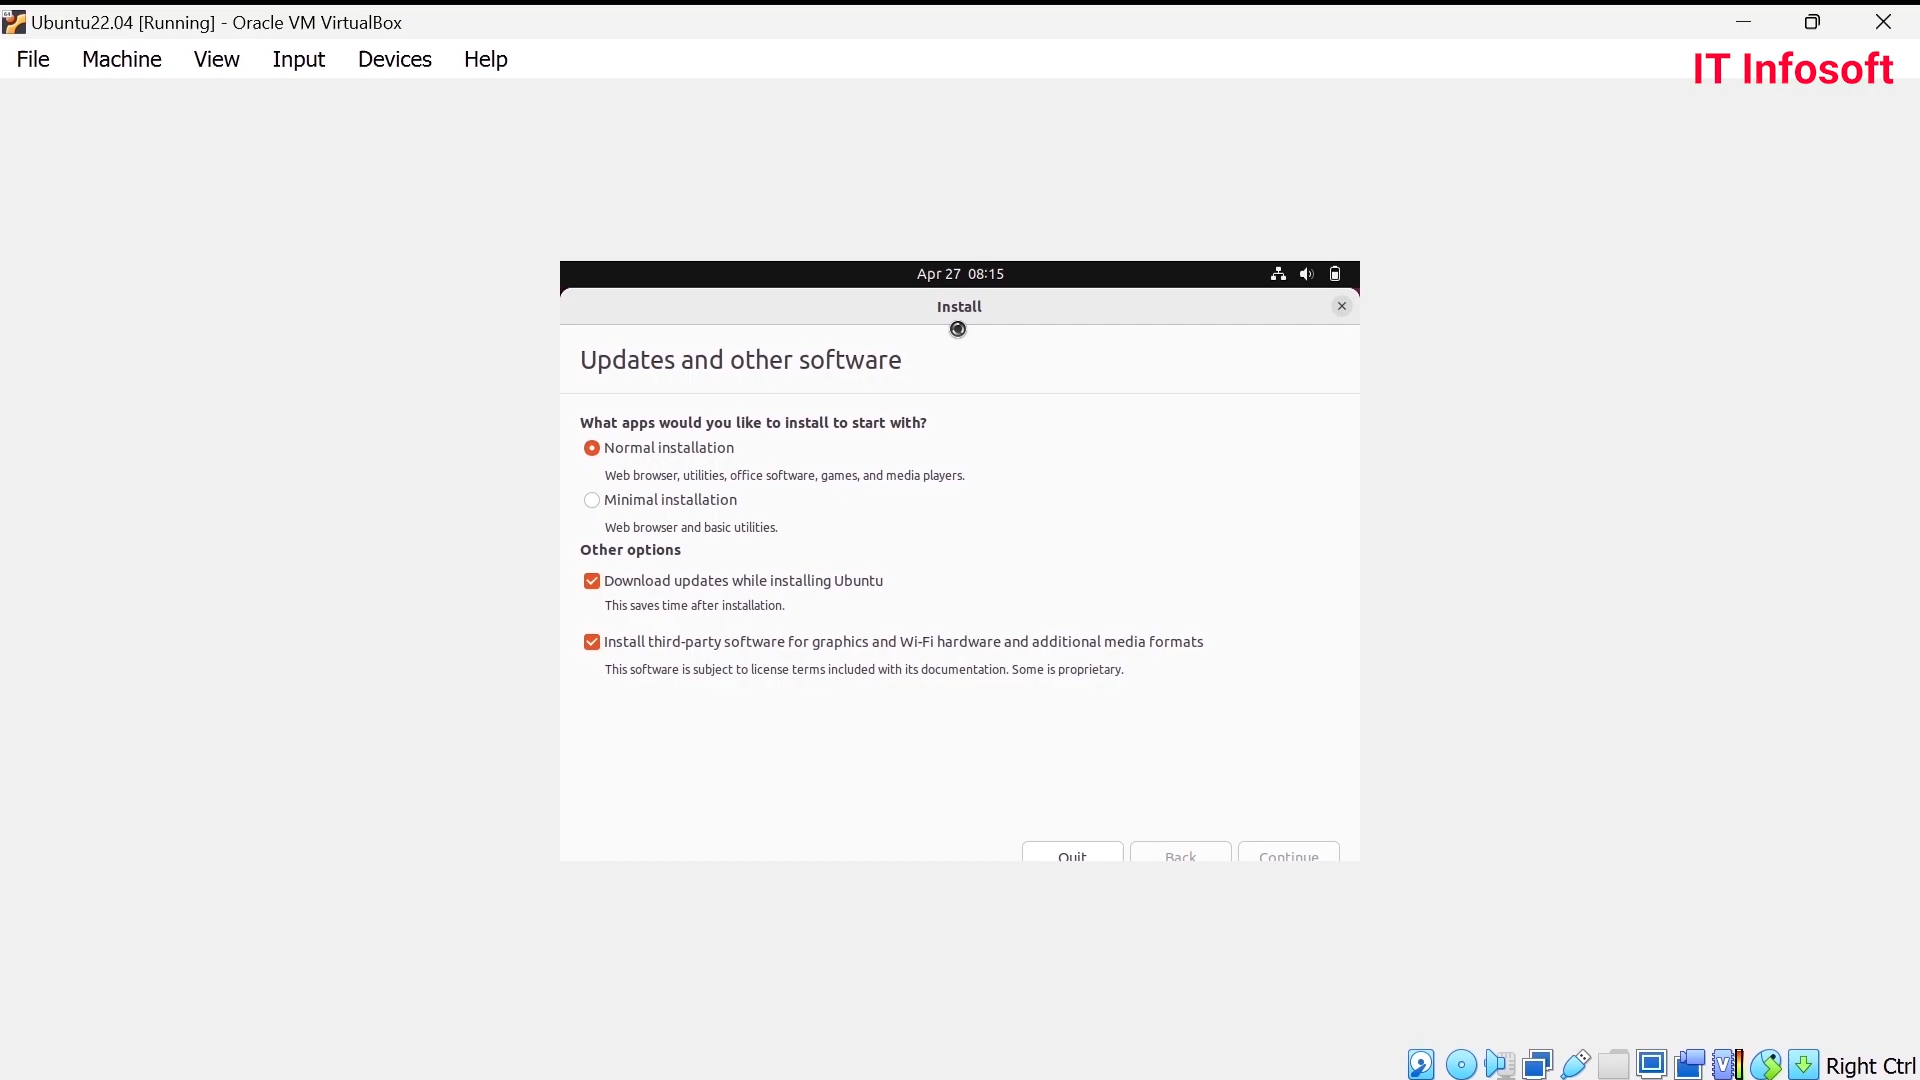 Ubuntu22.04 [Running] - Oracle VM VirtualBox
File Machine View Input Devices Help
IT Infosoft
Apr 27 08:15
Install
Updates and other software
What apps would you like to install to start with?
Normal installation
Web browser, utilities, office software, games, and media players.
Minimal installation
Web browser and basic utilities.
Other options
Download updates while installing Ubuntu
This saves time after installation.
Install third-party software for graphics and Wi-Fi hardware and additional media formats
This software is subject to license terms included with its documentation. Some is proprietary.
Quit Back Continue
Right Ctrl